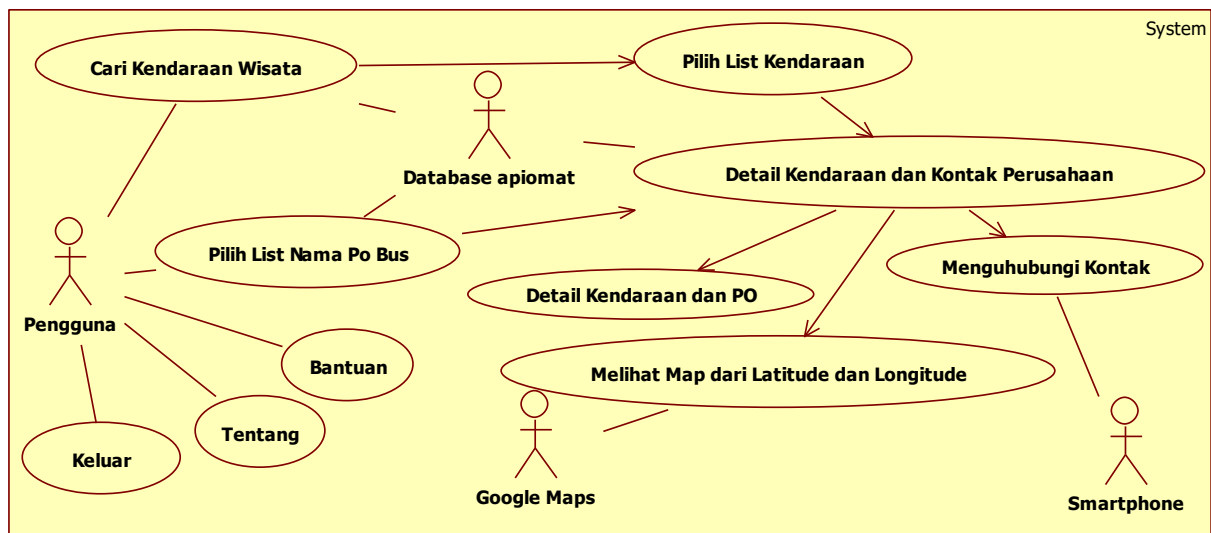 System
Cari Kendaraan Wisata
Pilih List Kendaraan
Database apiomat
Detail Kendaraan dan Kontak Perusahaan
Pilih List Nama Po Bus
Menguhubungi Kontak
Detail Kendaraan dan PO
Pengguna
Bantuan
Melihat Map dari Latitude dan Longitude
Tentang
Keluar
Google Maps
Smartphone